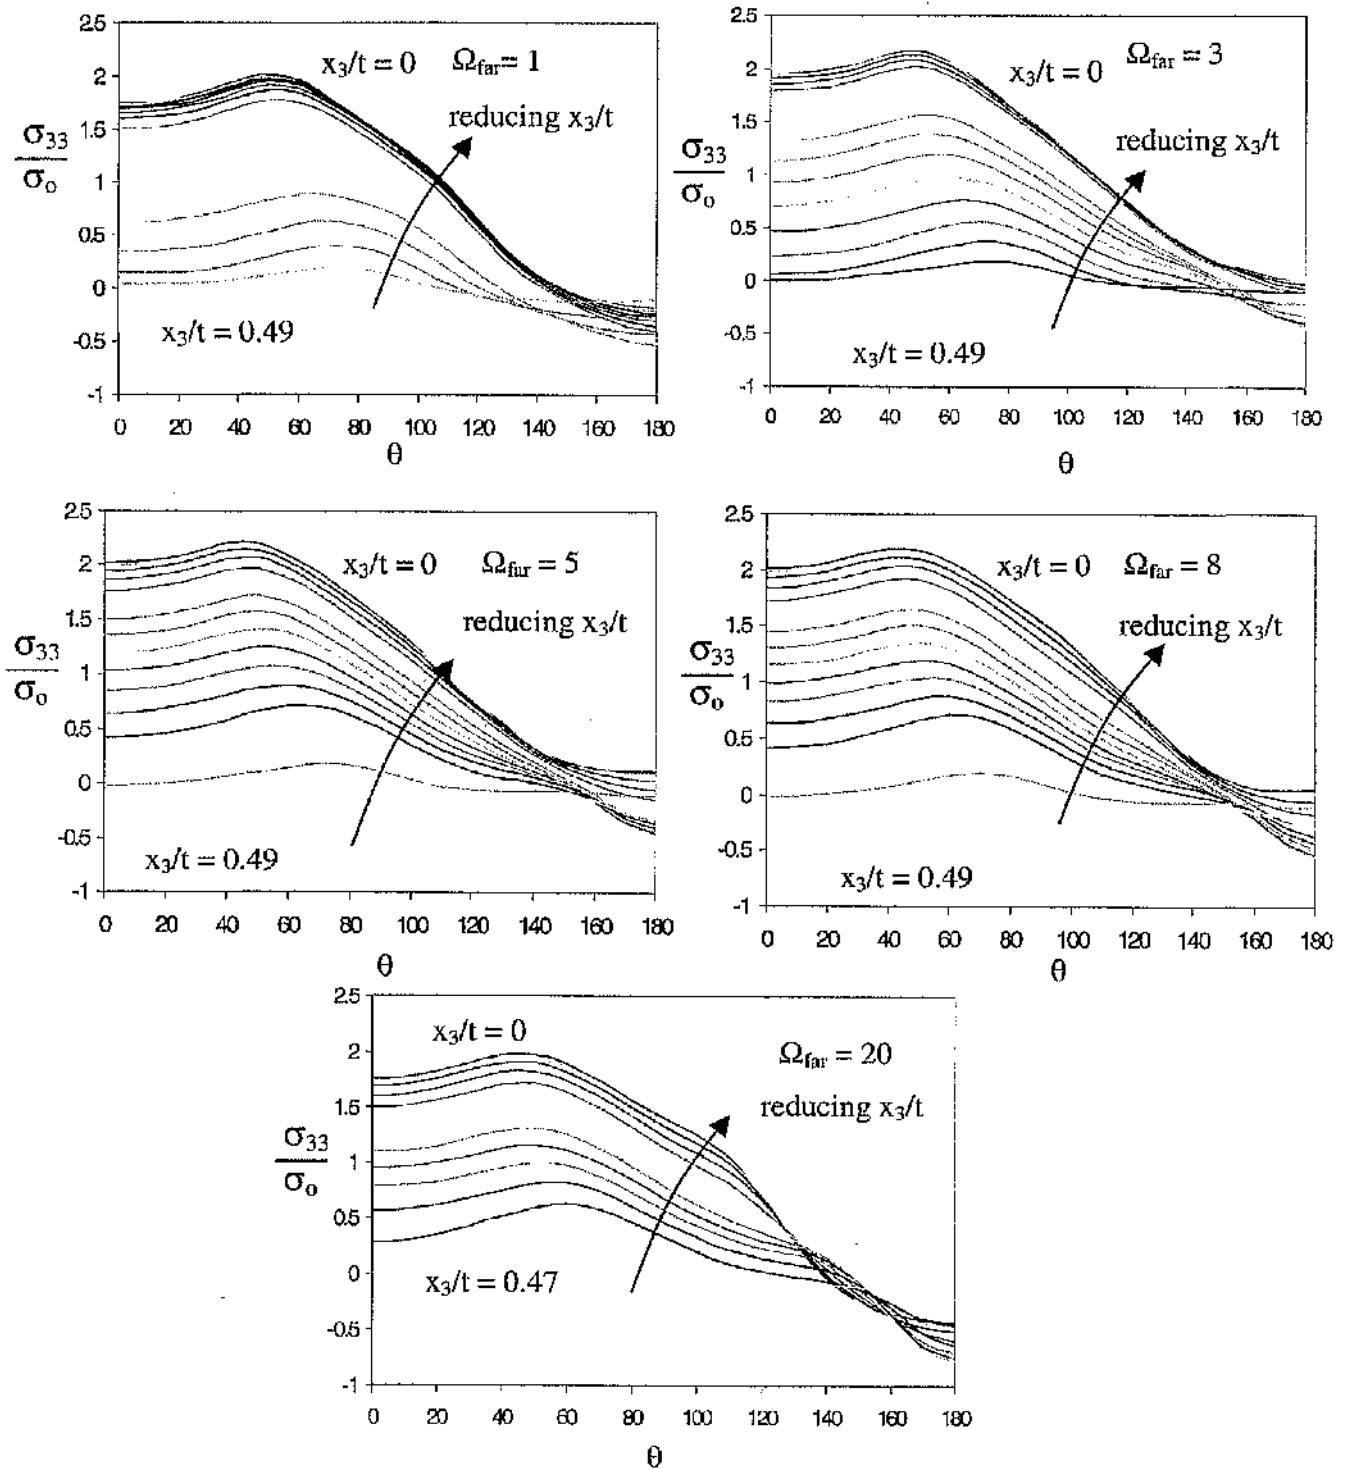 2.5
2
1.5
1
0.5
0
-0.5
-1
σ33
σo
x3/t = 0 Ωfar= 1
reducing x3/t
x3/t = 0.49
0 20 40 60 80 100 120 140 160 180
θ
2.5
2
1.5
1
0.5
0
-0.5
-1
σ33
σo
x3/t = 0 Ωfar = 3
reducing x3/t
x3/t = 0.49
0 20 40 60 80 100 120 140 160 180
θ
2.5
2
1.5
1
0.5
0
-0.5
-1
σ33
σo
x3/t = 0 Ωfar = 5
reducing x3/t
x3/t = 0.49
0 20 40 60 80 100 120 140 160 180
θ
2.5
2
1.5
1
0.5
0
-0.5
-1
σ33
σo
x3/t = 0 Ωfar = 8
reducing x3/t
x3/t = 0.49
0 20 40 60 80 100 120 140 160 180
θ
2.5
2
1.5
1
0.5
0
-0.5
-1
σ33
σo
x3/t = 0
Ωfar = 20
reducing x3/t
x3/t = 0.47
0 20 40 60 80 100 120 140 160 180
θ